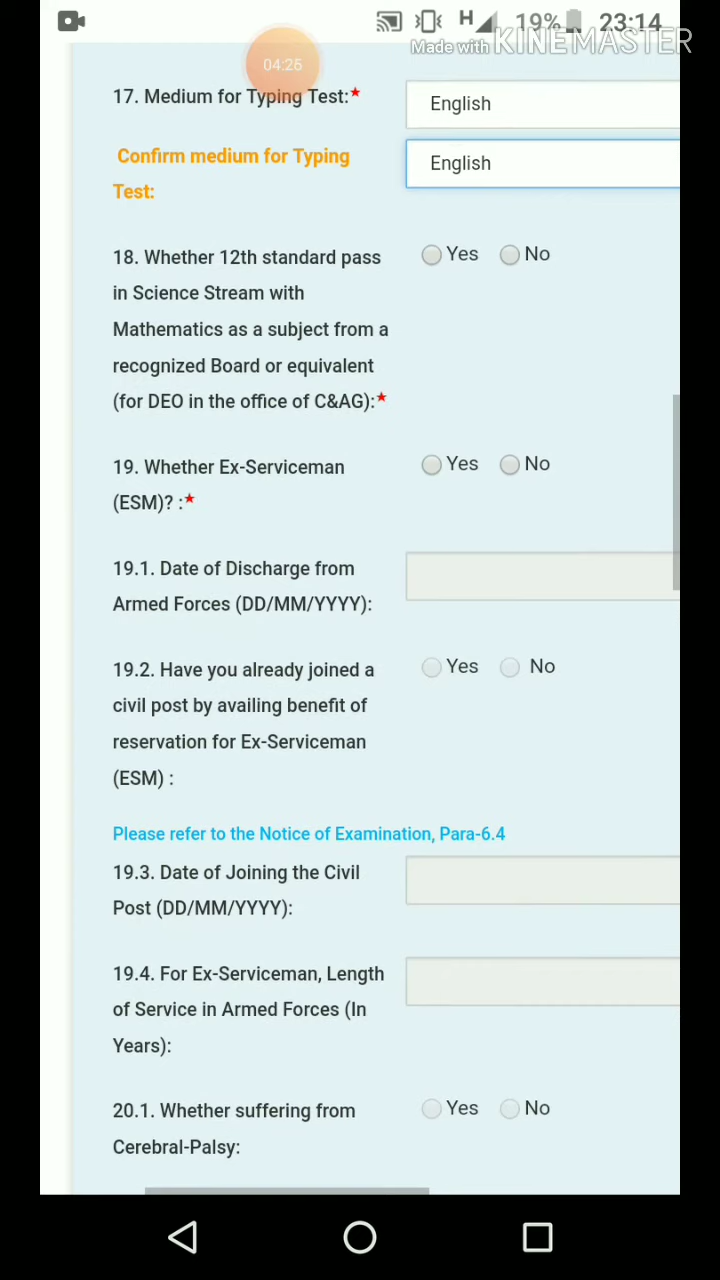 H 19% 23:14
Made with KINEMASTER
04:25
17. Medium for Typing Test:* English
Confirm medium for Typing English
Test:
18. Whether 12th standard pass Yes No
in Science Stream with
Mathematics as a subject from a
recognized Board or equivalent
(for DEO in the office of C&AG):*
19. Whether Ex-Serviceman Yes No
(ESM)? :*
19.1. Date of Discharge from
Armed Forces (DD/MM/YYYY):
19.2. Have you already joined a Yes No
civil post by availing benefit of
reservation for Ex-Serviceman
(ESM) :
Please refer to the Notice of Examination, Para-6.4
19.3. Date of Joining the Civil
Post (DD/MM/YYYY):
19.4. For Ex-Serviceman, Length
of Service in Armed Forces (In
Years):
20.1. Whether suffering from Yes No
Cerebral-Palsy: